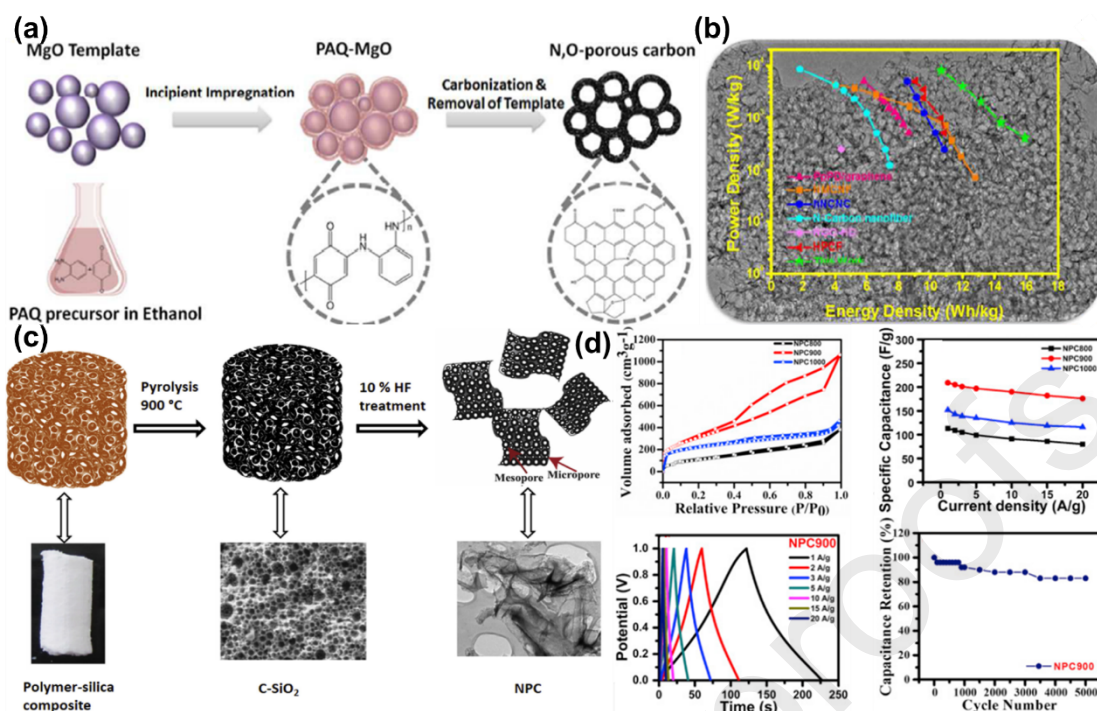 (a)
MgO Template
PAQ-MgO
N,O-porous carbon
Incipient Impregnation
Carbonization &
Removal of Template
HN
n
H
N
HN
PAQ precursor in Ethanol
(b)
Power Density (W/kg)
N-Carbon nanofiber
HPCF
0 2 4 6 8 10 12 14 16 18
Energy Density (Wh/kg)
(c)
Pyrolysis
900 °C
10 % HF
treatment
Mesopore
Micropore
Polymer-silica
composite
C-SiO2
NPC
(d)
Volume adsorbed (cm3g-1)
1200
1000
800
600
400
200
0
NPC800
NPC900
NPC1000
0.0 0.2 0.4 0.6 0.8 1.0
Relative Pressure (P/P0)
Specific Capacitance (F/g)
300
250
200
150
100
50
0
NPC800
NPC900
NPC1000
0 5 10 15 20
Current density (A/g)
Potential (V)
1.0
0.8
0.6
0.4
0.2
0.0
NPC900
1 A/g
2 A/g
3 A/g
5 A/g
10 A/g
15 A/g
20 A/g
0 50 100 150 200 250
Time (s)
Capacitance Retention (%)
120
100
80
60
40
20
0
NPC900
0 1000 2000 3000 4000 5000
Cycle Number
roofs